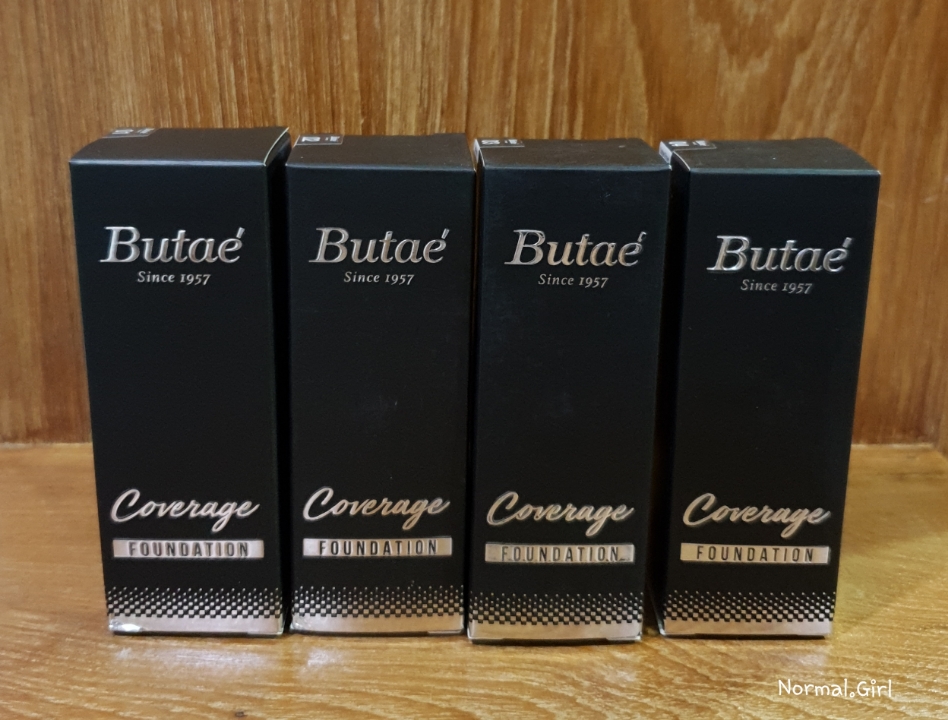 Butaé
Since 1957
Coverage
FOUNDATION
Butaé
Since 1957
Coverage
FOUNDATION
Butaé
Since 1957
Coverage
FOUNDATION
Butaé
Since 1957
Coverage
FOUNDATION
Normal.Girl